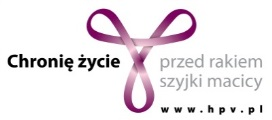 Chronię życie przed rakiem
szyjki macicy
www.hpv.pl